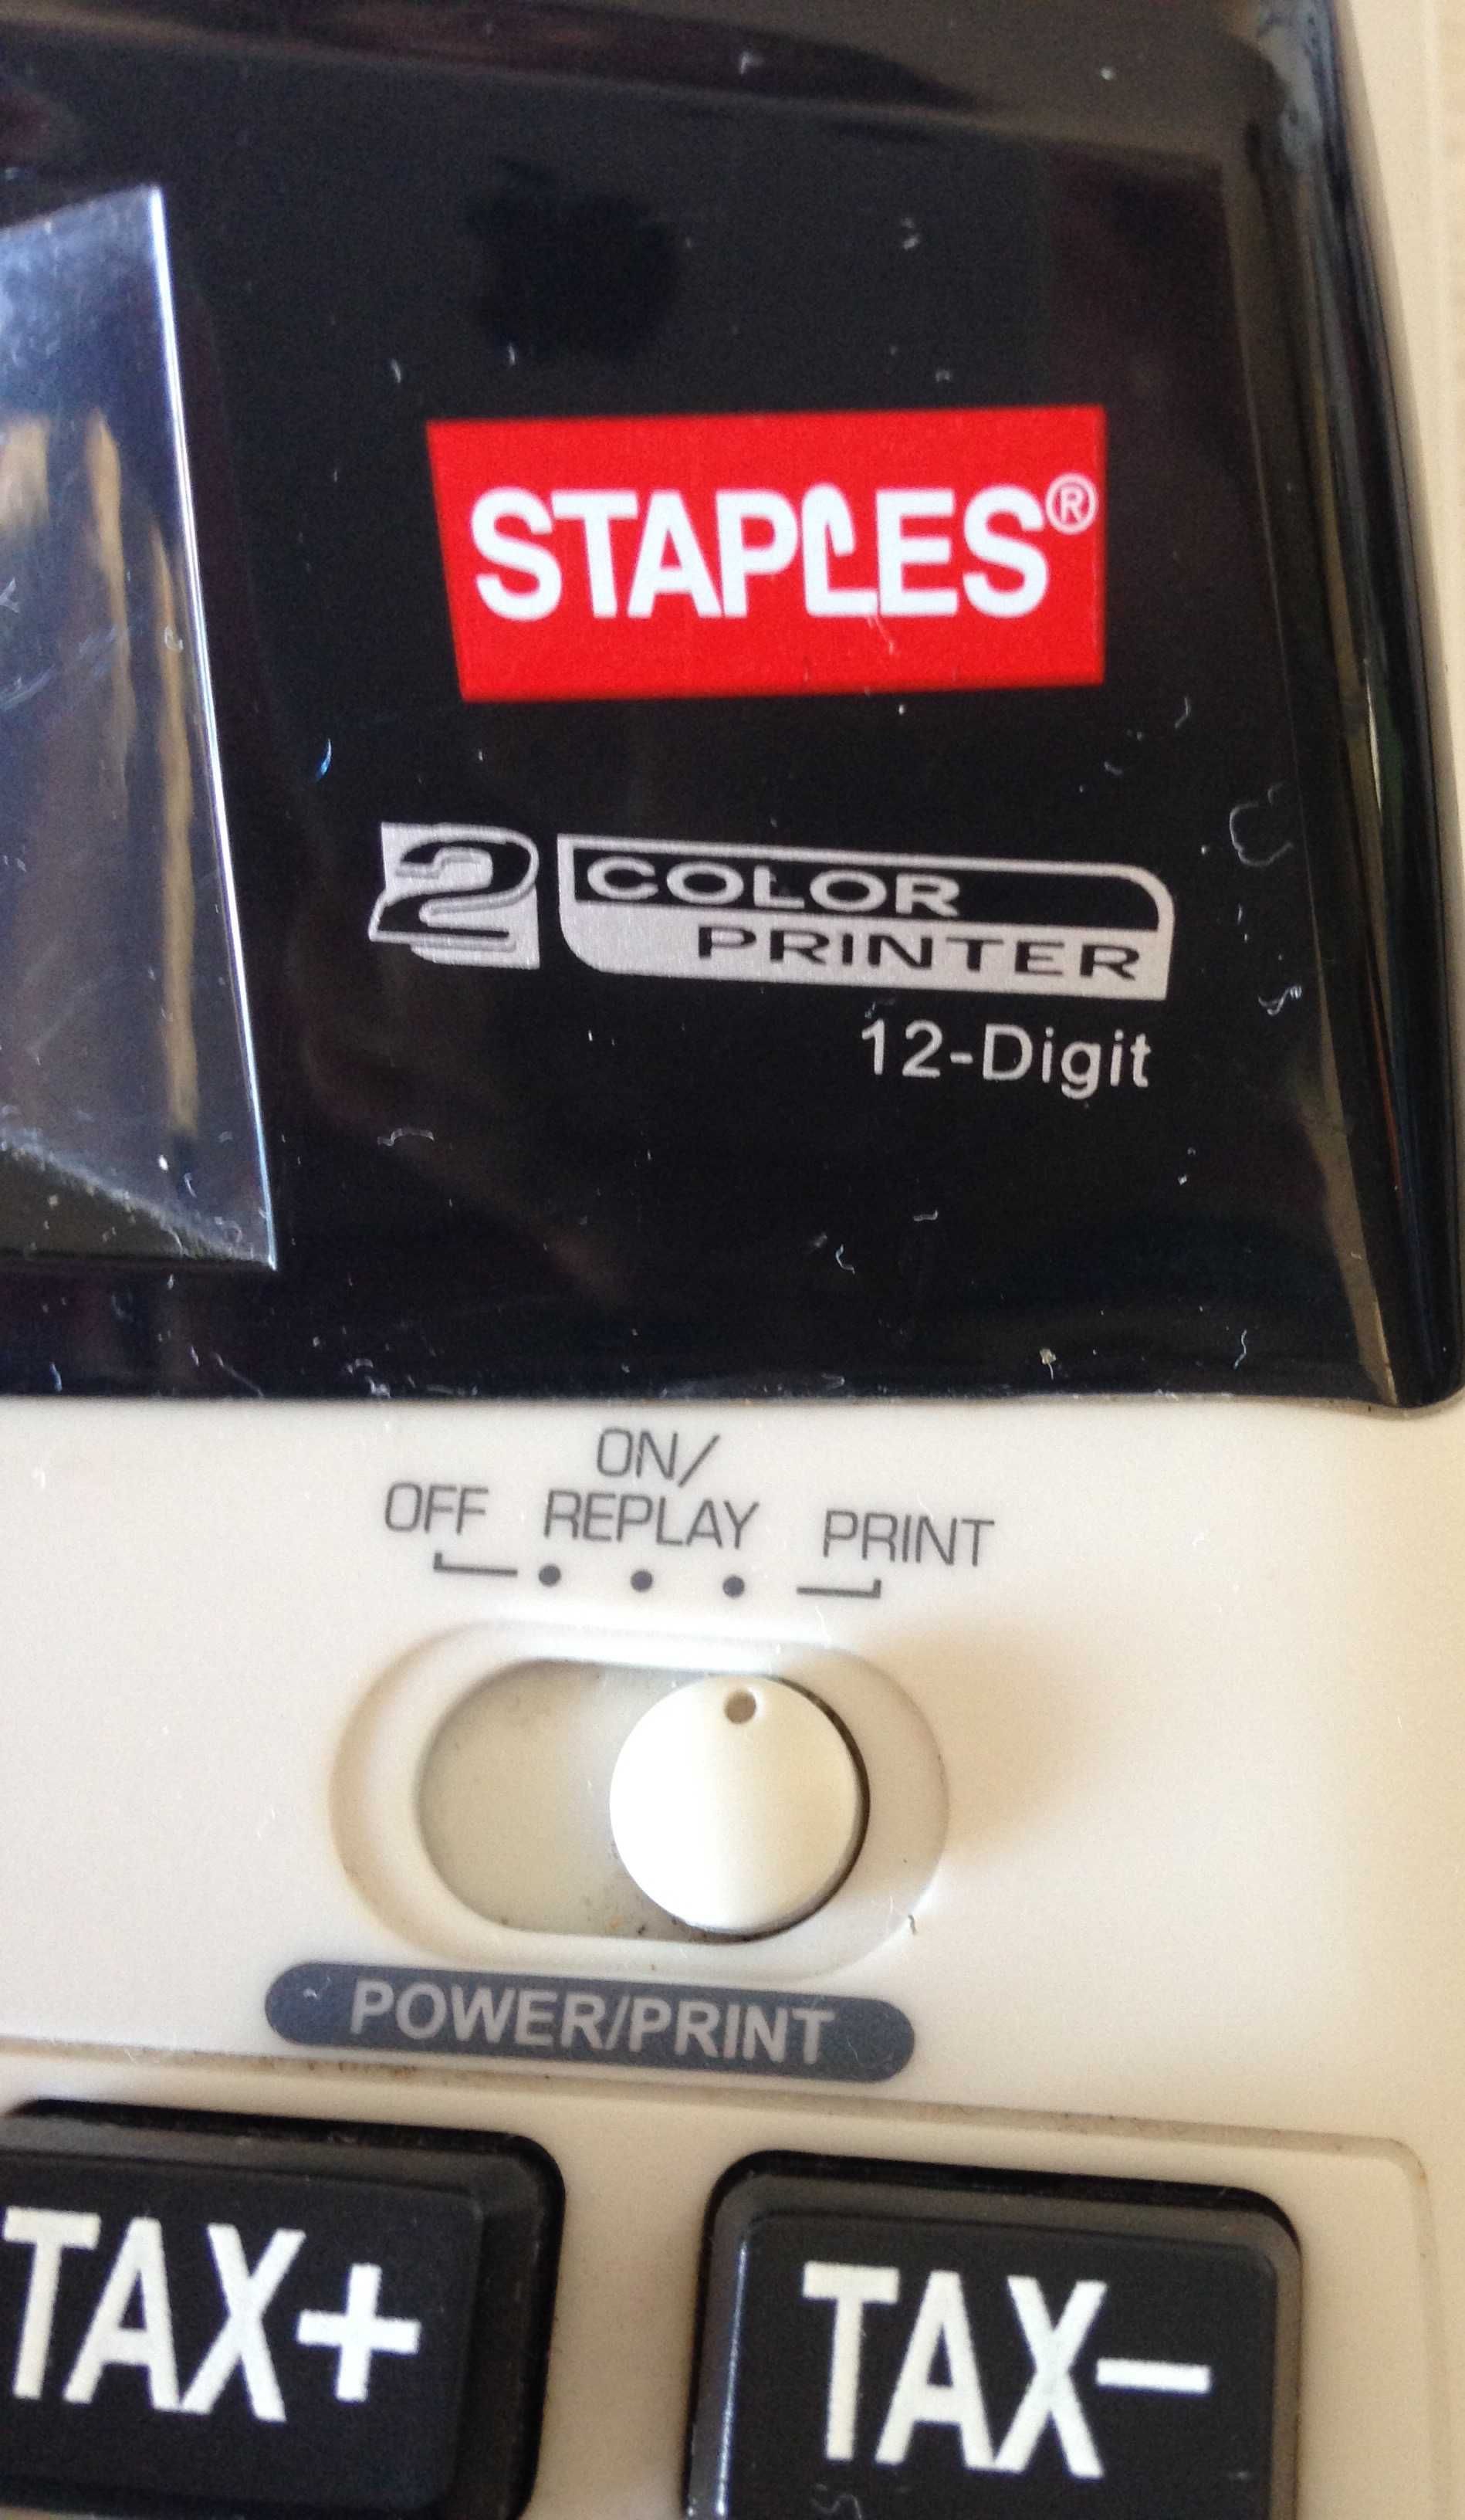 STAPLES®
2 COLOR
PRINTER
12-Digit
ON/
OFF REPLAY PRINT
POWER/PRINT
TAX+ TAX−